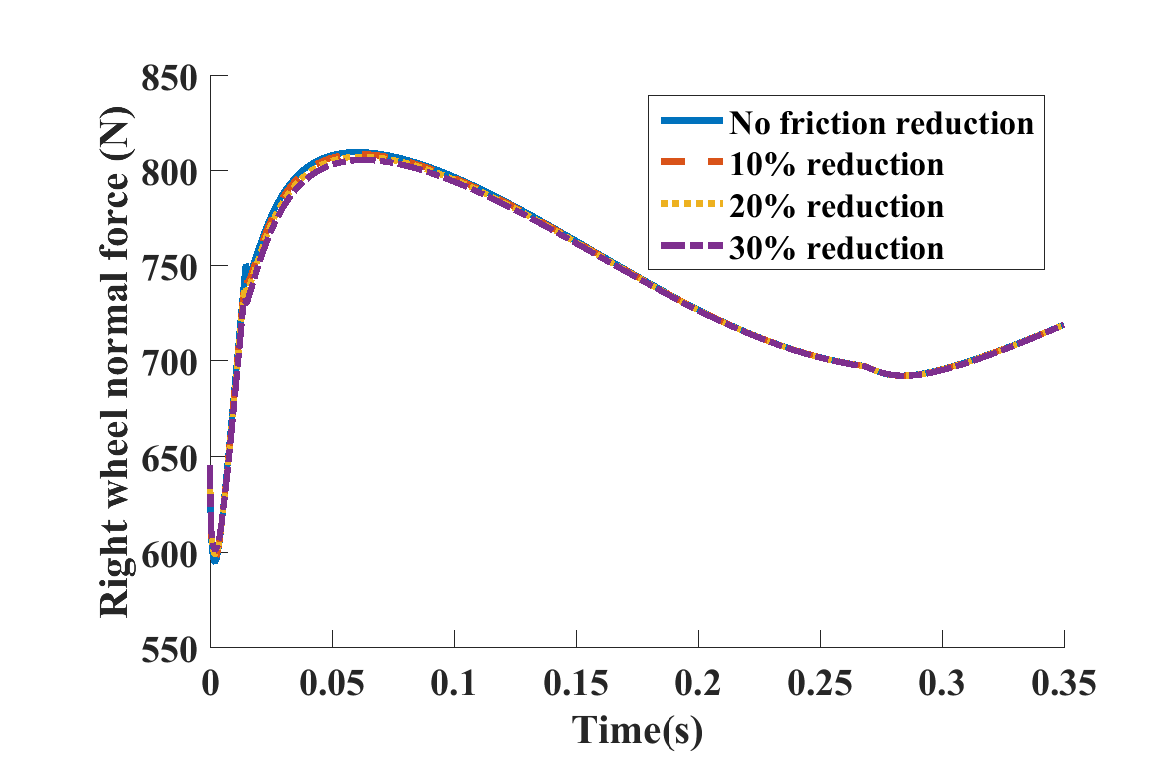 Right wheel normal force (N)
850
800
750
700
650
600
550
No friction reduction
10% reduction
20% reduction
30% reduction
0 0.05 0.1 0.15 0.2 0.25 0.3 0.35
Time(s)